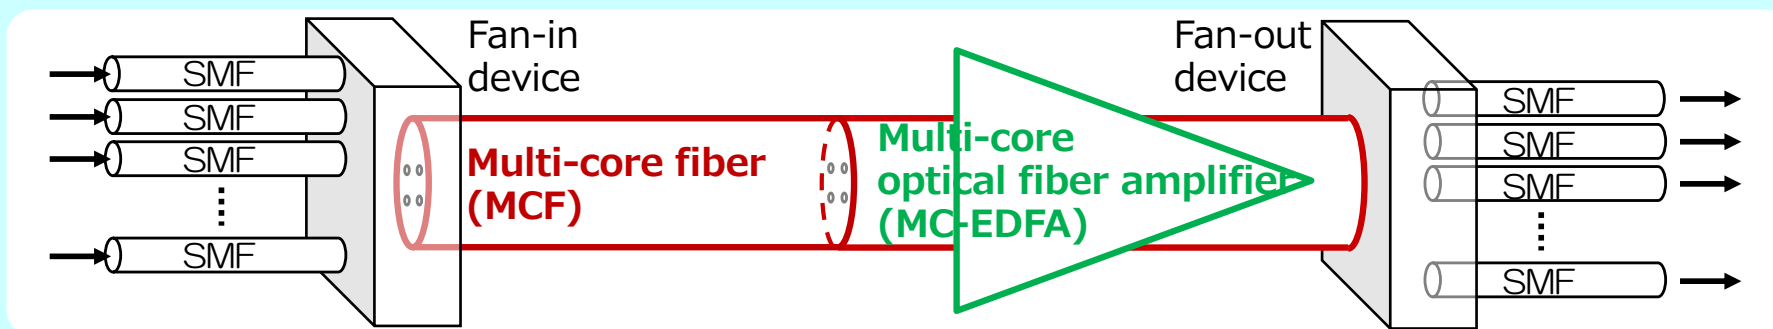 SMF
SMF
SMF
SMF
Fan-in
device
Multi-core fiber
(MCF)
Multi-core
optical fiber amplifier
(MC-EDFA)
Fan-out
device
SMF
SMF
SMF
SMF